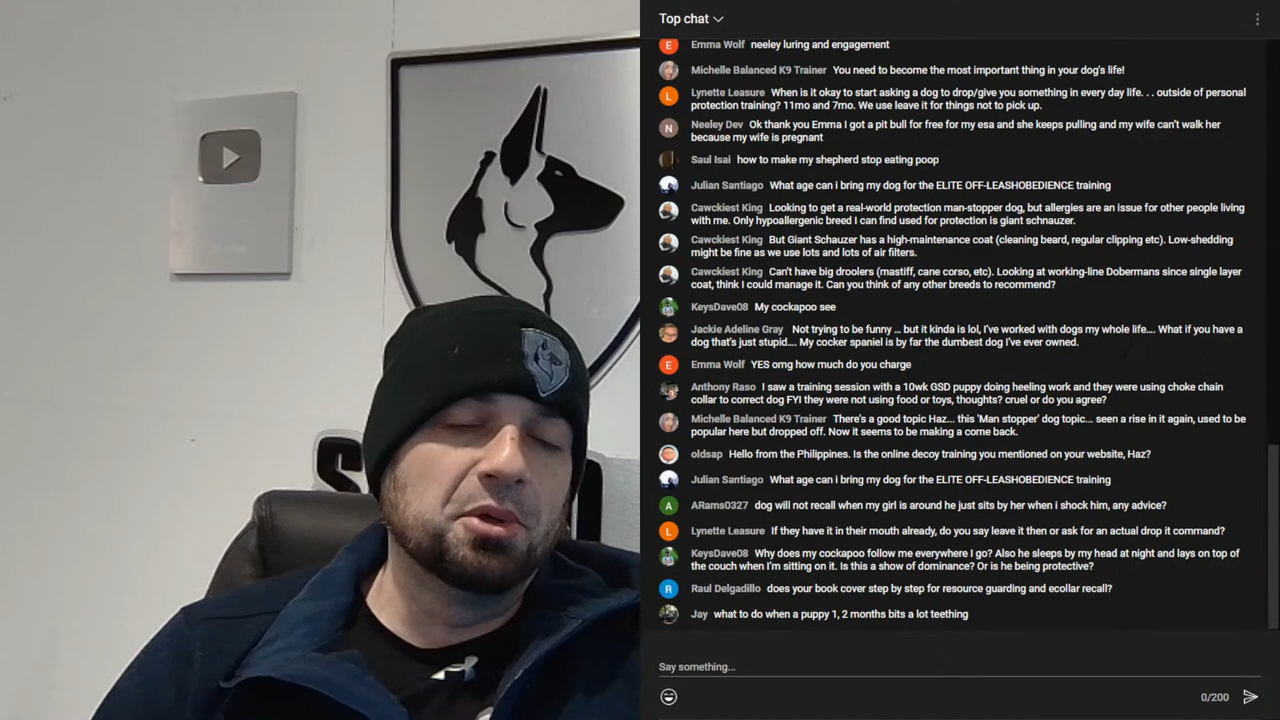 Top chat
E Emma Wolf neeley luring and engagement
Michelle Balanced K9 Trainer You need to become the most important thing in your dog's life!
L Lynette Leasure When is it okay to start asking a dog to drop/give you something in every day life. . . outside of personal
protection training? 11mo and 7mo. We use leave it for things not to pick up.
N Neeley Dev Ok thank you Emma I got a pit bull for free for my esa and she keeps pulling and my wife can't walk her
because my wife is pregnant
Saul Isai how to make my shepherd stop eating poop
Julian Santiago What age can i bring my dog for the ELITE OFF-LEASHOBEDIENCE training
Cawckiest King Looking to get a real-world protection man-stopper dog, but allergies are an issue for other people living
with me. Only hypoallergenic breed I can find used for protection is giant schnauzer.
Cawckiest King But Giant Schauzer has a high-maintenance coat (cleaning beard, regular clipping etc). Low-shedding
might be fine as we use lots and lots of air filters.
Cawckiest King Can't have big droolers (mastiff, cane corso, etc). Looking at working-line Dobermans since single layer
coat, think I could manage it. Can you think of any other breeds to recommend?
KeysDave08 My cockapoo see
Jackie Adeline Gray Not trying to be funny … but it kinda is lol, I've worked with dogs my whole life…. What if you have a
dog that's just stupid…. My cocker spaniel is by far the dumbest dog I've ever owned.
E Emma Wolf YES omg how much do you charge
Anthony Raso I saw a training session with a 10wk GSD puppy doing heeling work and they were using choke chain
collar to correct dog FYI they were not using food or toys, thoughts? cruel or do you agree?
Michelle Balanced K9 Trainer There's a good topic Haz... this 'Man stopper' dog topic... seen a rise in it again, used to be
popular here but dropped off. Now it seems to be making a come back.
oldsap Hello from the Philippines. Is the online decoy training you mentioned on your website, Haz?
Julian Santiago What age can i bring my dog for the ELITE OFF-LEASHOBEDIENCE training
A ARams0327 dog will not recall when my girl is around he just sits by her when i shock him, any advice?
L Lynette Leasure If they have it in their mouth already, do you say leave it then or ask for an actual drop it command?
KeysDave08 Why does my cockapoo follow me everywhere I go? Also he sleeps by my head at night and lays on top of
the couch when I'm sitting on it. Is this a show of dominance? Or is he being protective?
R Raul Delgadillo does your book cover step by step for resource guarding and ecollar recall?
Jay what to do when a puppy 1, 2 months bits a lot teething
Say something...
0/200
S